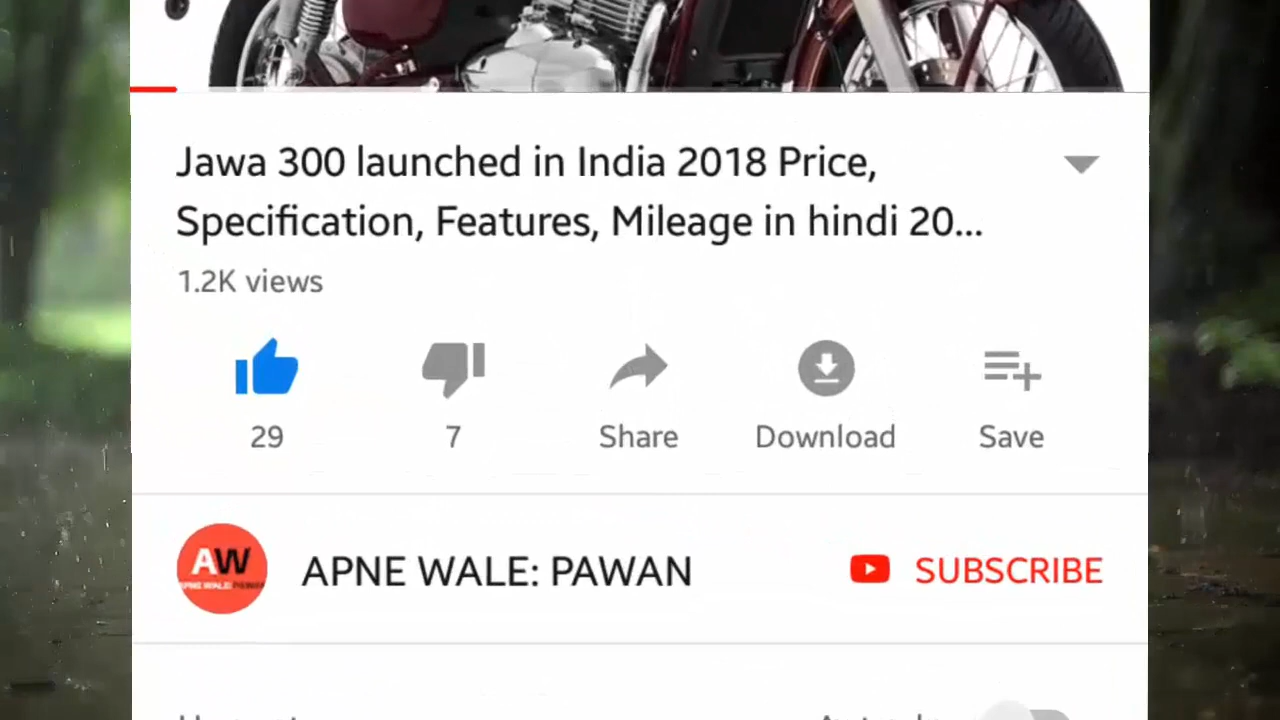 Jawa 300 launched in India 2018 Price,
Specification, Features, Mileage in hindi 20...
1.2K views
29
7
Share
Download
Save
AW
APNE WALE: PAWAN
SUBSCRIBE